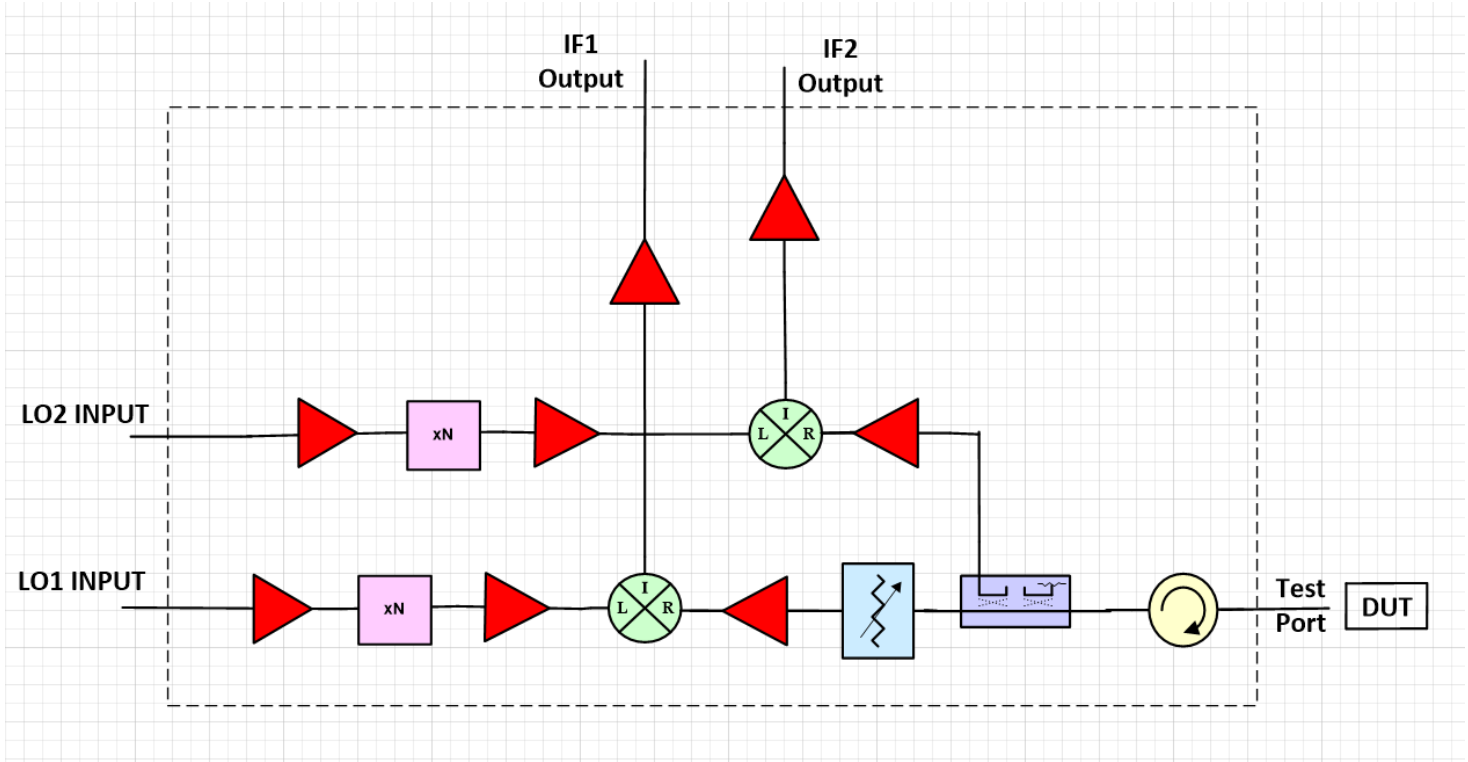 IF1
Output
IF2
Output
LO2 INPUT
xN
I
L
R
LO1 INPUT
xN
I
L
R
Test
Port
DUT